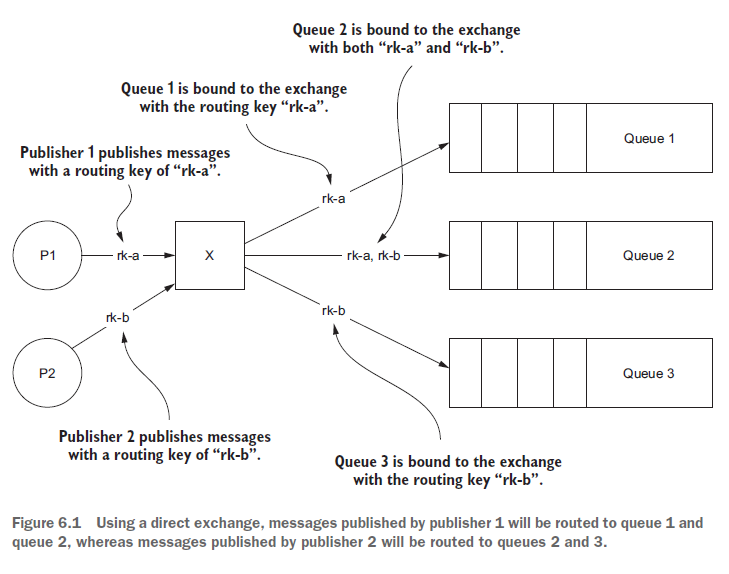 Queue 2 is bound to the exchange
with both “rk-a” and “rk-b”.
Queue 1 is bound to the exchange
with the routing key “rk-a”.
Publisher 1 publishes messages
with a routing key of “rk-a”.
Queue 1
rk-a
P1
rk-a
X
rk-a, rk-b
Queue 2
rk-b
rk-b
P2
Queue 3
Publisher 2 publishes messages
with a routing key of “rk-b”.
Queue 3 is bound to the exchange
with the routing key “rk-b”.
Figure 6.1 Using a direct exchange, messages published by publisher 1 will be routed to queue 1 and
queue 2, whereas messages published by publisher 2 will be routed to queues 2 and 3.